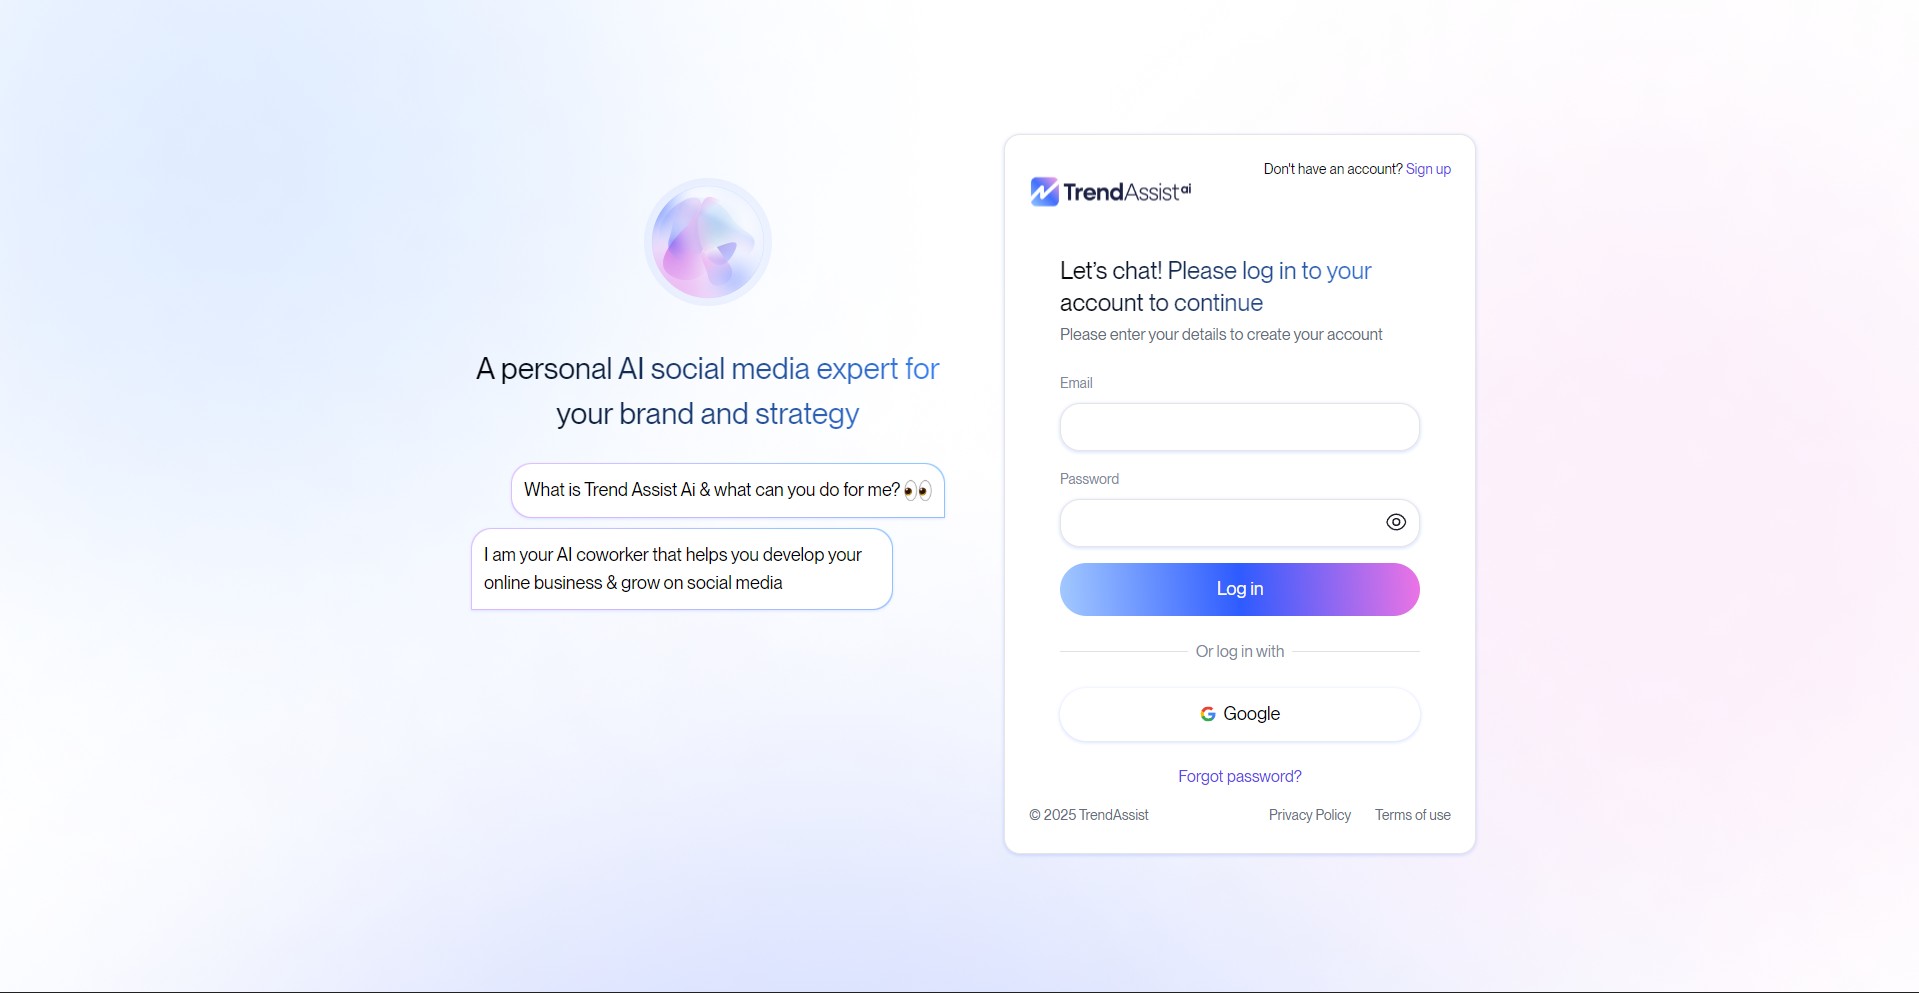 A personal AI social media expert for
your brand and strategy
What is Trend Assist Ai & what can you do for me? 👀
I am your AI coworker that helps you develop your
online business & grow on social media
Don't have an account? Sign up
TrendAssist ai
Let’s chat! Please log in to your
account to continue
Please enter your details to create your account
Email
Password
Log in
Or log in with
Google
Forgot password?
© 2025 TrendAssist
Privacy Policy
Terms of use